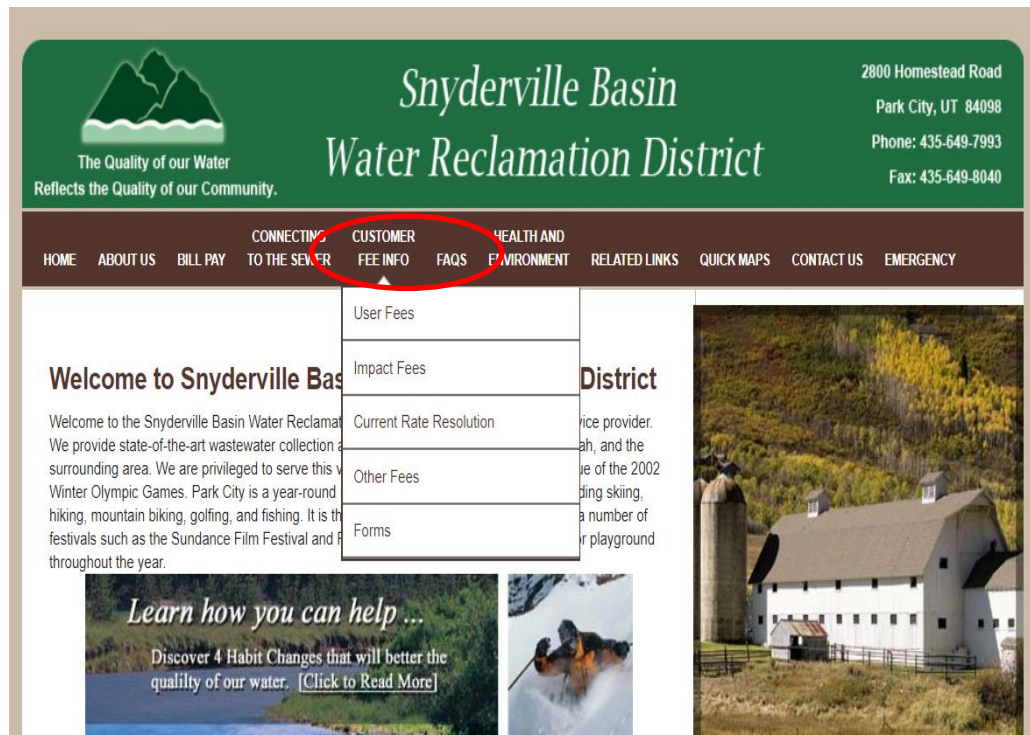 Snyderville Basin
Water Reclamation District
The Quality of our Water
Reflects the Quality of our Community.
2800 Homestead Road
Park City, UT 84098
Phone: 435-649-7993
Fax: 435-649-8040
HOME
ABOUT US
BILL PAY
CONNECTING
TO THE SEWER
CUSTOMER
FEE INFO
FAQS
HEALTH AND
ENVIRONMENT
RELATED LINKS
QUICK MAPS
CONTACT US
EMERGENCY
User Fees
Impact Fees
Current Rate Resolution
Other Fees
Forms
Welcome to Snyderville Bas District
Welcome to the Snyderville Basin Water Reclamat vice provider.
We provide state-of-the-art wastewater collection a ah, and the
surrounding area. We are privileged to serve this v ue of the 2002
Winter Olympic Games. Park City is a year-round ding skiing,
hiking, mountain biking, golfing, and fishing. It is th a number of
festivals such as the Sundance Film Festival and F or playground
throughout the year.
Learn how you can help ...
Discover 4 Habit Changes that will better the
qualilty of our water. [Click to Read More]